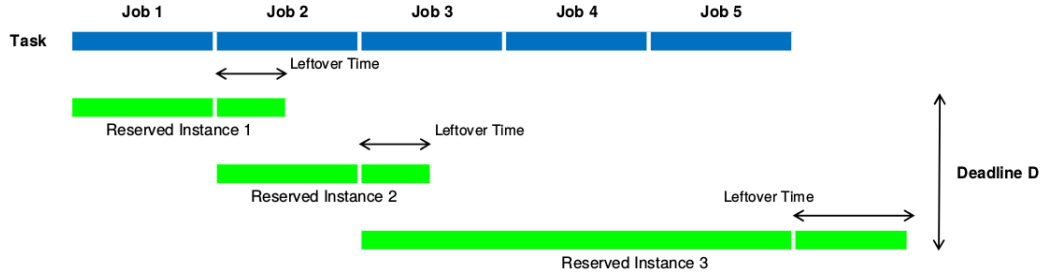 Job 1 Job 2 Job 3 Job 4 Job 5
Task
Leftover Time
Reserved Instance 1
Leftover Time
Deadline D
Reserved Instance 2
Leftover Time
Reserved Instance 3